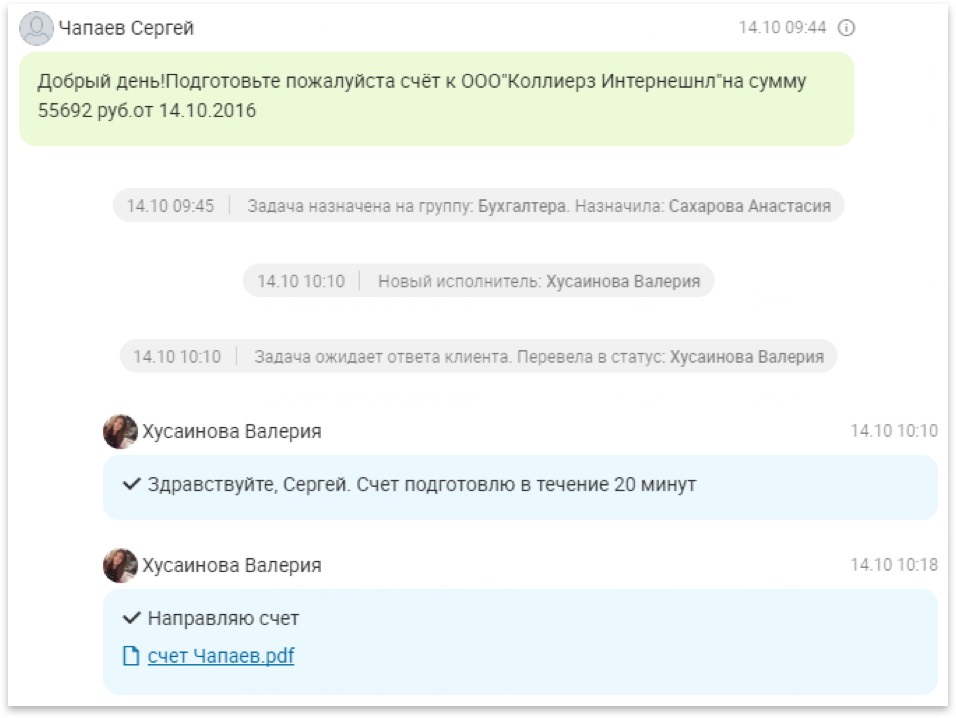 Чапаев Сергей 14.10 09:44
Добрый день!Подготовьте пожалуйста счёт к ООО"Коллиерз Интернешнл"на сумму
55692 руб.от 14.10.2016
14.10 09:45 Задача назначена на группу: Бухгалтера. Назначила: Сахарова Анастасия
14.10 10:10 Новый исполнитель: Хусаинова Валерия
14.10 10:10 Задача ожидает ответа клиента. Перевела в статус: Хусаинова Валерия
Хусаинова Валерия 14.10 10:10
Здравствуйте, Сергей. Счет подготовлю в течение 20 минут
Хусаинова Валерия 14.10 10:18
Направляю счет
счет Чапаев.pdf